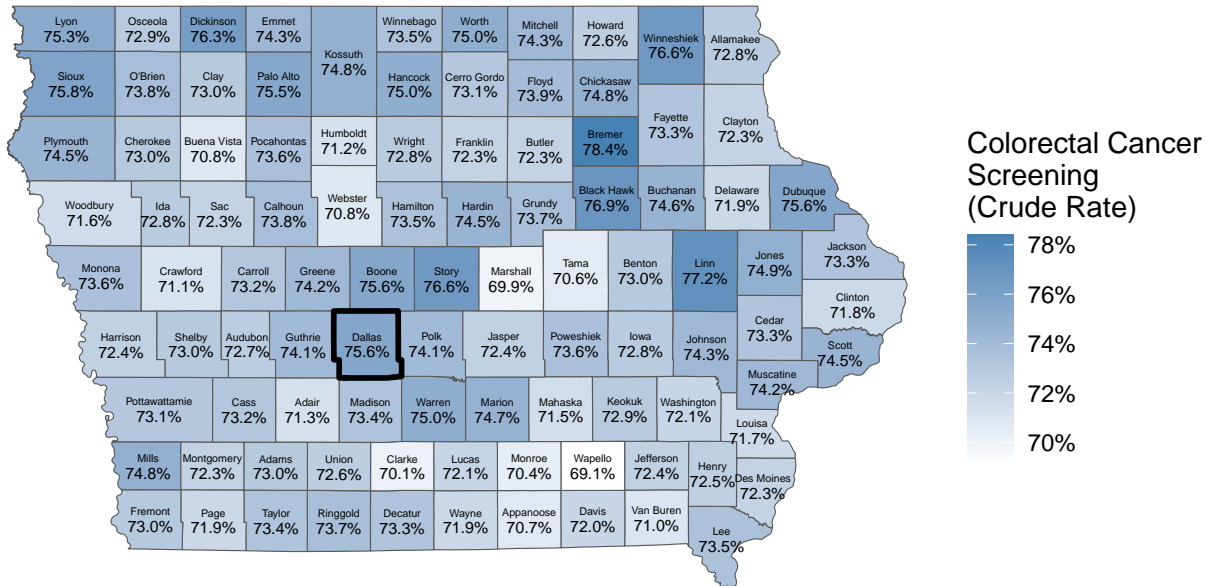 Lyon
75.3%
Osceola
72.9%
Dickinson
76.3%
Emmet
74.3%
Kossuth
74.8%
Winnebago
73.5%
Worth
75.0%
Mitchell
74.3%
Howard
72.6%
Winneshiek
76.6%
Allamakee
72.8%
Sioux
75.8%
O'Brien
73.8%
Clay
73.0%
Palo Alto
75.5%
Hancock
75.0%
Cerro Gordo
73.1%
Floyd
73.9%
Chickasaw
74.8%
Fayette
73.3%
Clayton
72.3%
Plymouth
74.5%
Cherokee
73.0%
Buena Vista
70.8%
Pocahontas
73.6%
Humboldt
71.2%
Wright
72.8%
Franklin
72.3%
Butler
72.3%
Bremer
78.4%
Woodbury
71.6%
Ida
72.8%
Sac
72.3%
Calhoun
73.8%
Webster
70.8%
Hamilton
73.5%
Hardin
74.5%
Grundy
73.7%
Black Hawk
76.9%
Buchanan
74.6%
Delaware
71.9%
Dubuque
75.6%
Monona
73.6%
Crawford
71.1%
Carroll
73.2%
Greene
74.2%
Boone
75.6%
Story
76.6%
Marshall
69.9%
Tama
70.6%
Benton
73.0%
Linn
77.2%
Jones
74.9%
Jackson
73.3%
Clinton
71.8%
Harrison
72.4%
Shelby
73.0%
Audubon
72.7%
Guthrie
74.1%
Dallas
75.6%
Polk
74.1%
Jasper
72.4%
Poweshiek
73.6%
Iowa
72.8%
Johnson
74.3%
Cedar
73.3%
Scott
74.5%
Muscatine
74.2%
Pottawattamie
73.1%
Cass
73.2%
Adair
71.3%
Madison
73.4%
Warren
75.0%
Marion
74.7%
Mahaska
71.5%
Keokuk
72.9%
Washington
72.1%
Louisa
71.7%
Mills
74.8%
Montgomery
72.3%
Adams
73.0%
Union
72.6%
Clarke
70.1%
Lucas
72.1%
Monroe
70.4%
Wapello
69.1%
Jefferson
72.4%
Henry
72.5%
Des Moines
72.3%
Fremont
73.0%
Page
71.9%
Taylor
73.4%
Ringgold
73.7%
Decatur
73.3%
Wayne
71.9%
Appanoose
70.7%
Davis
72.0%
Van Buren
71.0%
Lee
73.5%
Colorectal Cancer
Screening
(Crude Rate)
78%
76%
74%
72%
70%